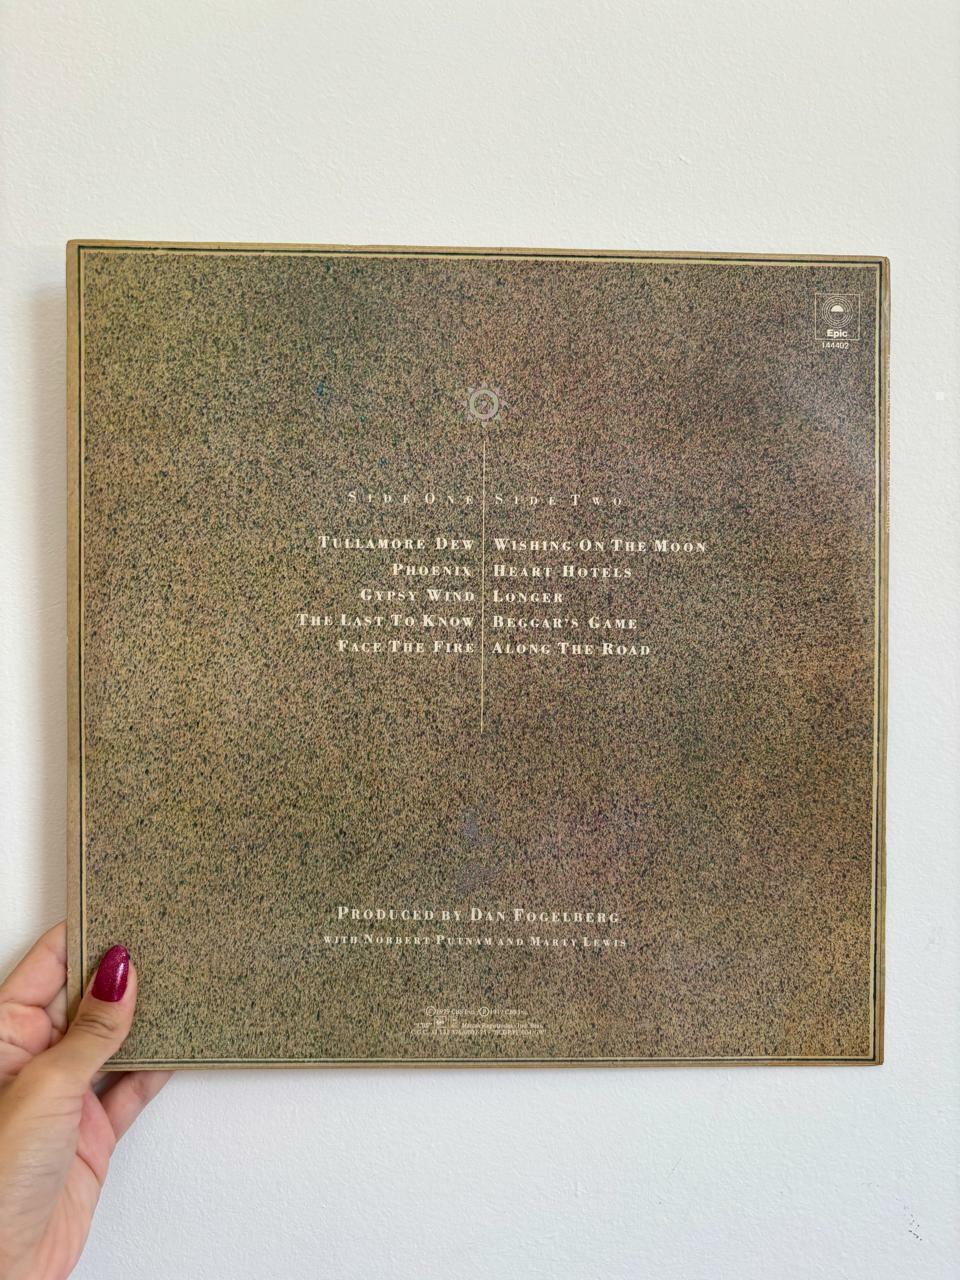 Epic
144402
SIDE ONE
TULLAMORE DEW
PHOENIX
GYPSY WIND
THE LAST TO KNOW
FACE THE FIRE
SIDE TWO
WISHING ON THE MOON
HEART HOTELS
LONGER
BEGGAR'S GAME
ALONG THE ROAD
PRODUCED BY DAN FOGELBERG
WITH NORBERT PUTNAM AND MARTY LEWIS